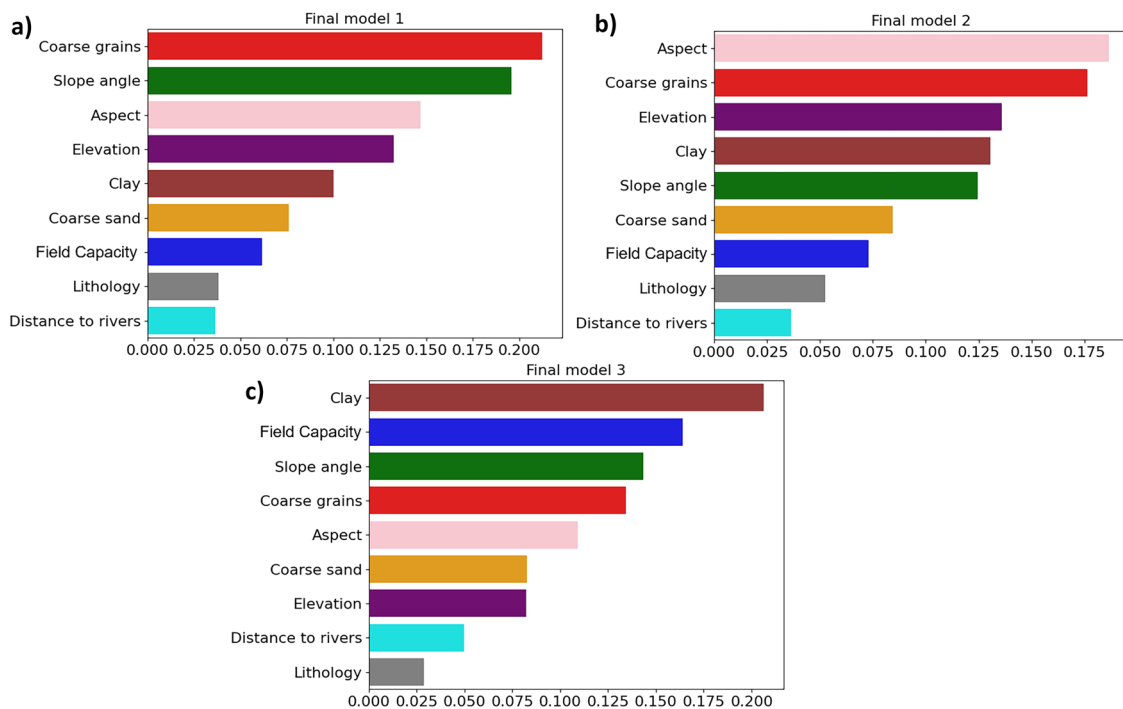 a)
Final model 1
Coarse grains
Slope angle
Aspect
Elevation
Clay
Coarse sand
Field Capacity
Lithology
Distance to rivers
0.000 0.025 0.050 0.075 0.100 0.125 0.150 0.175 0.200
b)
Final model 2
Aspect
Coarse grains
Elevation
Clay
Slope angle
Coarse sand
Field Capacity
Lithology
Distance to rivers
0.000 0.025 0.050 0.075 0.100 0.125 0.150 0.175
c)
Final model 3
Clay
Field Capacity
Slope angle
Coarse grains
Aspect
Coarse sand
Elevation
Distance to rivers
Lithology
0.000 0.025 0.050 0.075 0.100 0.125 0.150 0.175 0.200